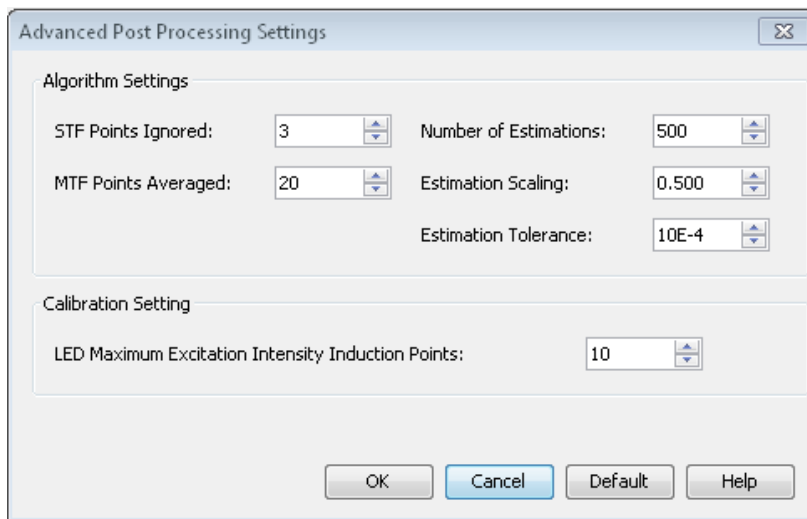 Advanced Post Processing Settings
Algorithm Settings
STF Points Ignored: 3 Number of Estimations: 500
MTF Points Averaged: 20 Estimation Scaling: 0.500
Estimation Tolerance: 10E-4
Calibration Setting
LED Maximum Excitation Intensity Induction Points: 10
OK Cancel Default Help